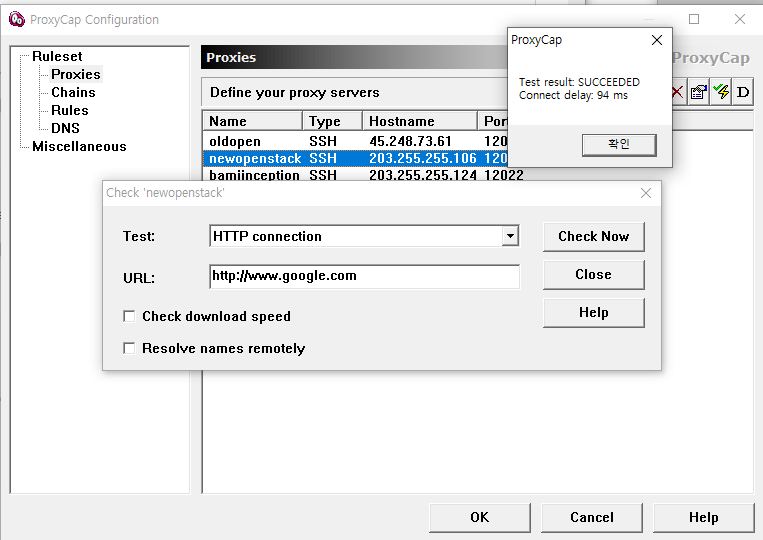 ProxyCap Configuration
Ruleset
Proxies
Chains
Rules
DNS
Miscellaneous
Proxies
ProxyCap
Define your proxy servers
D
Name Type Hostname Port
oldopen SSH 45.248.73.61
newopenstack SSH 203.255.255.106
bamiinception SSH 203.255.255.124 12022
ProxyCap
Test result: SUCCEEDED
Connect delay: 94 ms
확인
Check 'newopenstack'
Test: HTTP connection Check Now
URL: http://www.google.com Close
Check download speed Help
Resolve names remotely
OK Cancel Help